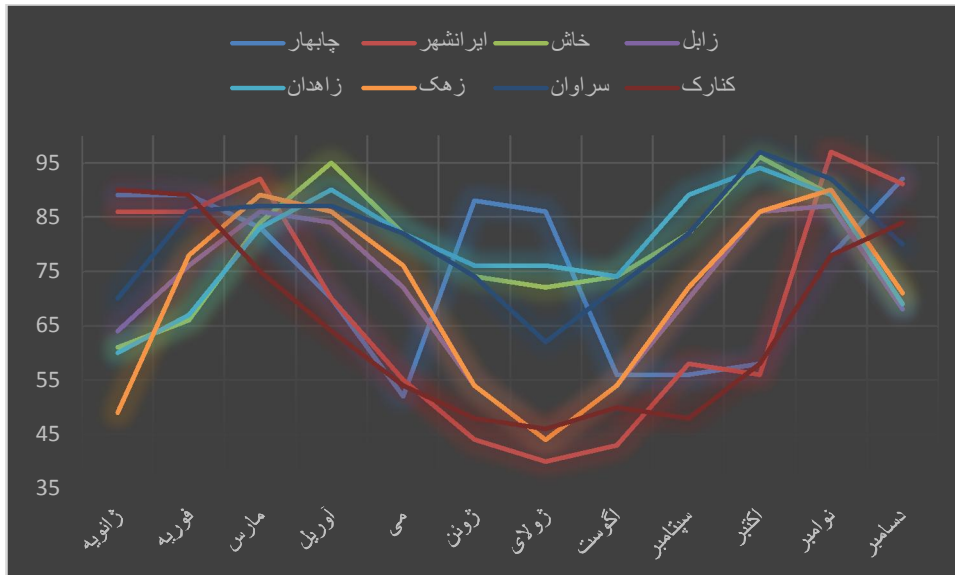 چابهار ایرانشهر خاش زابل
زاهدان زهک سراوان کنارک
95
85
75
65
55
45
35
ژانویه فوریه مارس آوریل می ژوئن ژولای آگوست سپتامبر اکتبر نوامبر دسامبر